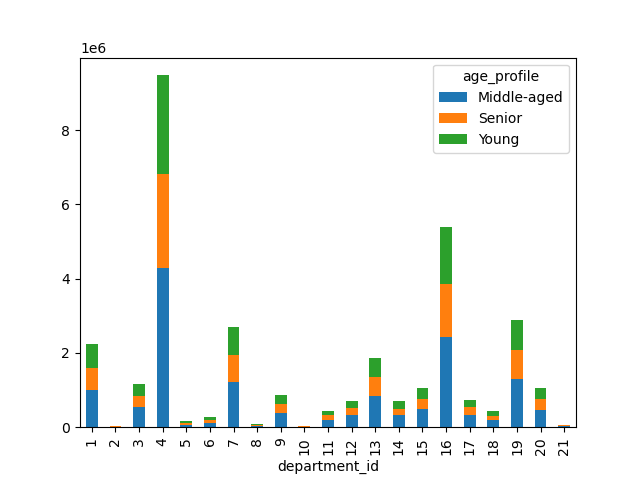 1e6
age_profile
Middle-aged
Senior
Young
8
6
4
2
0
1 2 3 4 5 6 7 8 9 10 11 12 13 14 15 16 17 18 19 20 21
department_id